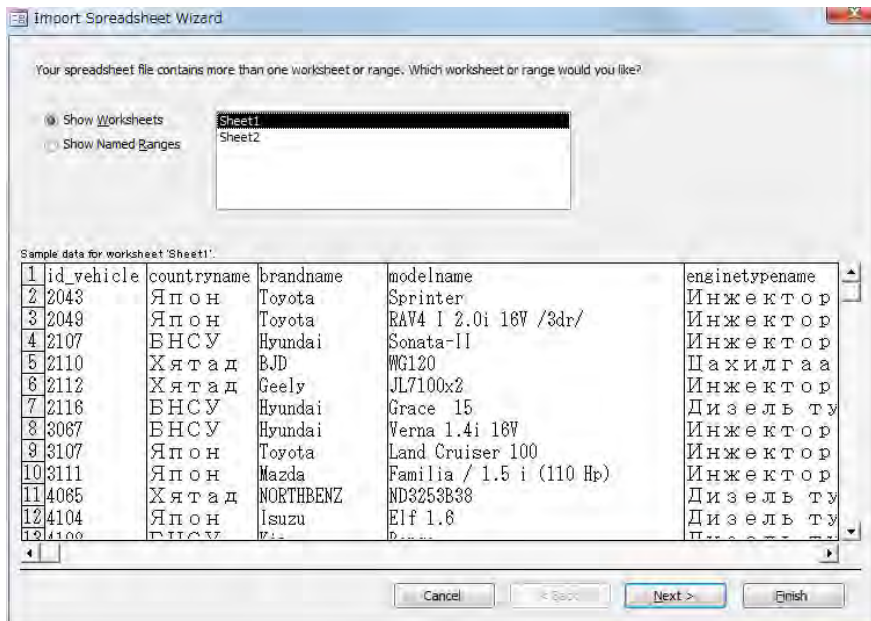 Import Spreadsheet Wizard
Your spreadsheet file contains more than one worksheet or range. Which worksheet or range would you like?
Show Worksheets
Show Named Ranges
Sheet1
Sheet2
Sample data for worksheet 'Sheet1'.
1 id_vehicle countryname brandname modelname enginetypename
2 2043 Япон Toyota Sprinter Инжектор
3 2049 Япон Toyota RAV4 I 2.0i 16V /3dr/ Инжектор
4 2107 БНСУ Hyundai Sonata-II Инжектор
5 2110 Хятад BJD WG120 Цахилгаа
6 2112 Хятад Geely JL7100x2 Инжектор
7 2116 БНСУ Hyundai Grace 15 Дизель ту
8 3067 БНСУ Hyundai Verna 1.4i 16V Инжектор
9 3107 Япон Toyota Land Cruiser 100 Инжектор
10 3111 Япон Mazda Familia / 1.5 i (110 Hp) Инжектор
11 4065 Хятад NORTHBENZ ND3253B38 Дизель ту
12 4104 Япон Isuzu Elf 1.6 Дизель ту
13
Cancel < Back Next > Finish